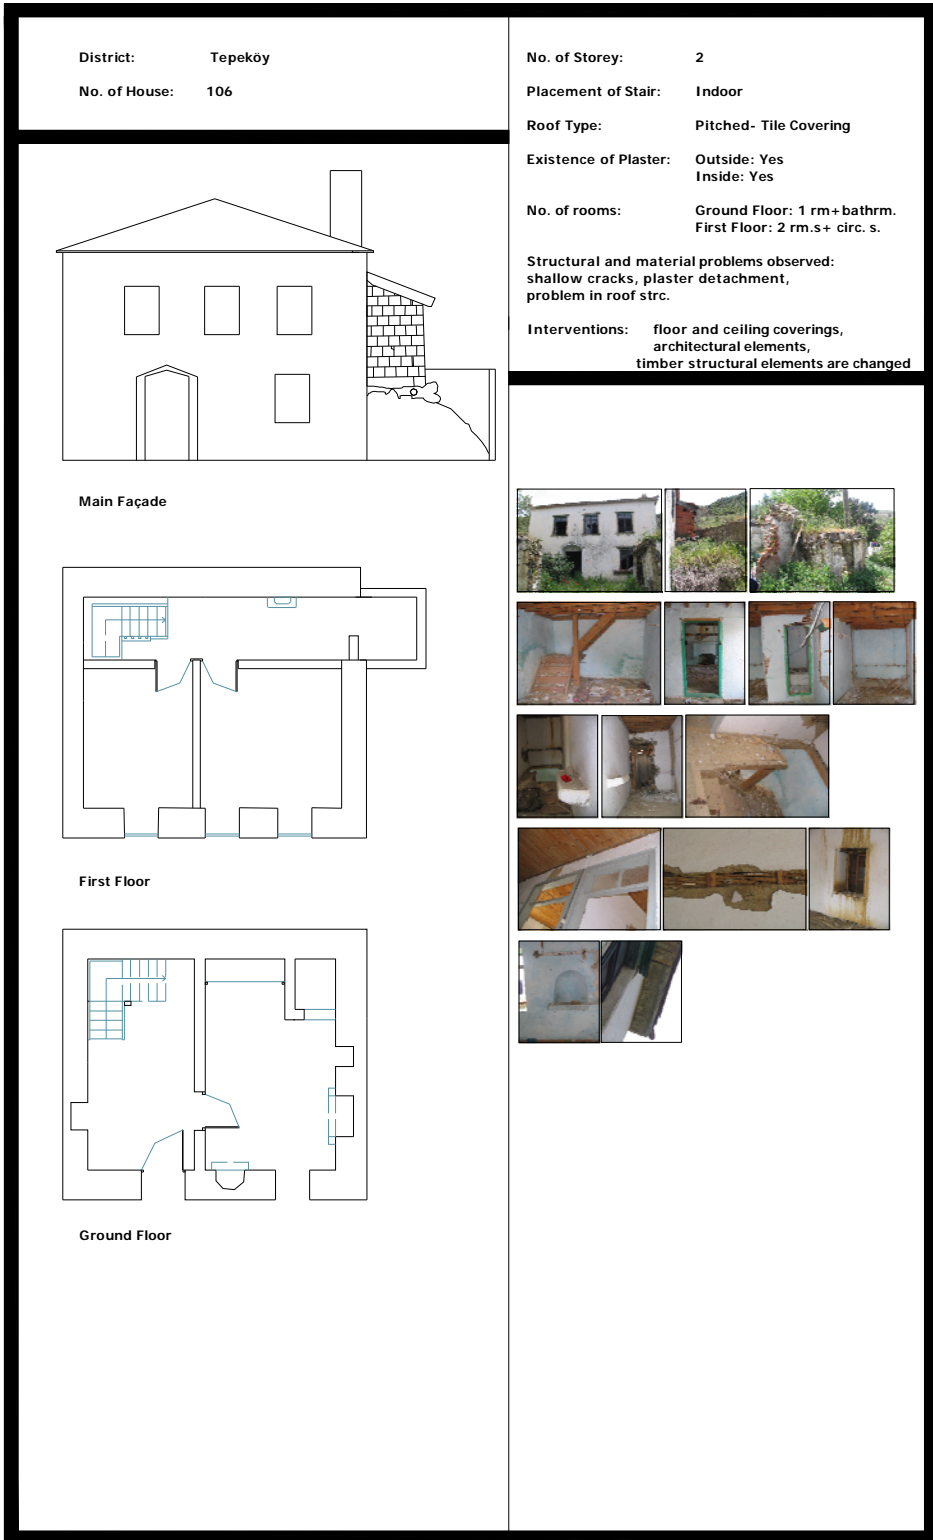 District: Tepeköy
No. of House: 106
No. of Storey: 2
Placement of Stair: Indoor
Roof Type: Pitched- Tile Covering
Existence of Plaster: Outside: Yes
Inside: Yes
No. of rooms: Ground Floor: 1 rm+bathrm.
First Floor: 2 rm.s+ circ. s.
Structural and material problems observed:
shallow cracks, plaster detachment,
problem in roof strc.
Interventions: floor and ceiling coverings,
architectural elements,
timber structural elements are changed
Main Façade
First Floor
Ground Floor